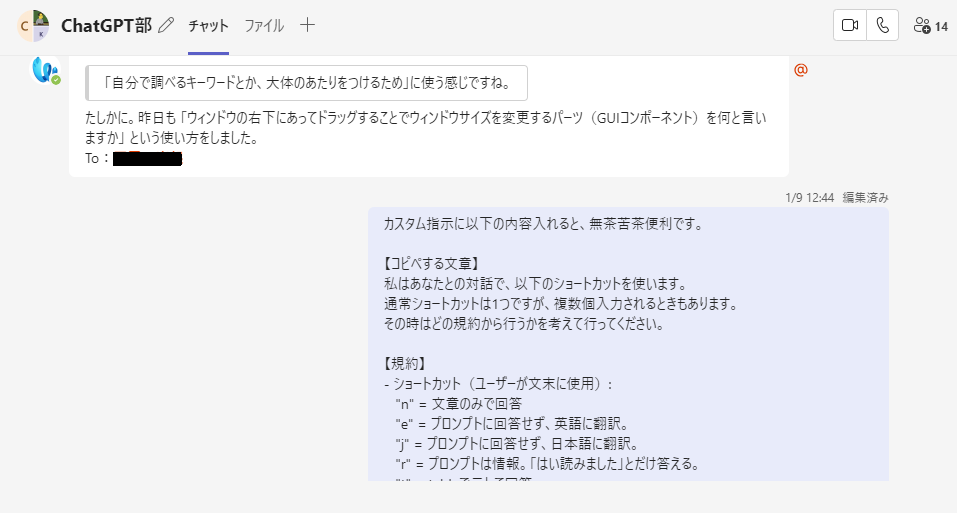 C
K
ChatGPT部
チャット
ファイル
14
「自分で調べるキーワードとか、大体のあたりをつけるため」に使う感じですね。
たしかに。昨日も「ウィンドウの右下にあってドラッグすることでウィンドウサイズを変更するパーツ（GUIコンポーネント）を何と言い
ますか」という使い方をしました。
To：
1/9 12:44 編集済み
カスタム指示に以下の内容入れると、無茶苦茶便利です。
【コピペする文章】
私はあなたとの対話で、以下のショートカットを使います。
通常ショートカットは1つですが、複数個入力されるときもあります。
その時はどの規約から行うかを考えて行ってください。
【規約】
- ショートカット（ユーザーが文末に使用）:
"n" = 文章のみで回答
"e" = プロンプトに回答せず、英語に翻訳。
"j" = プロンプトに回答せず、日本語に翻訳。
"r" = プロンプトは情報。「はい読みました」とだけ答える。